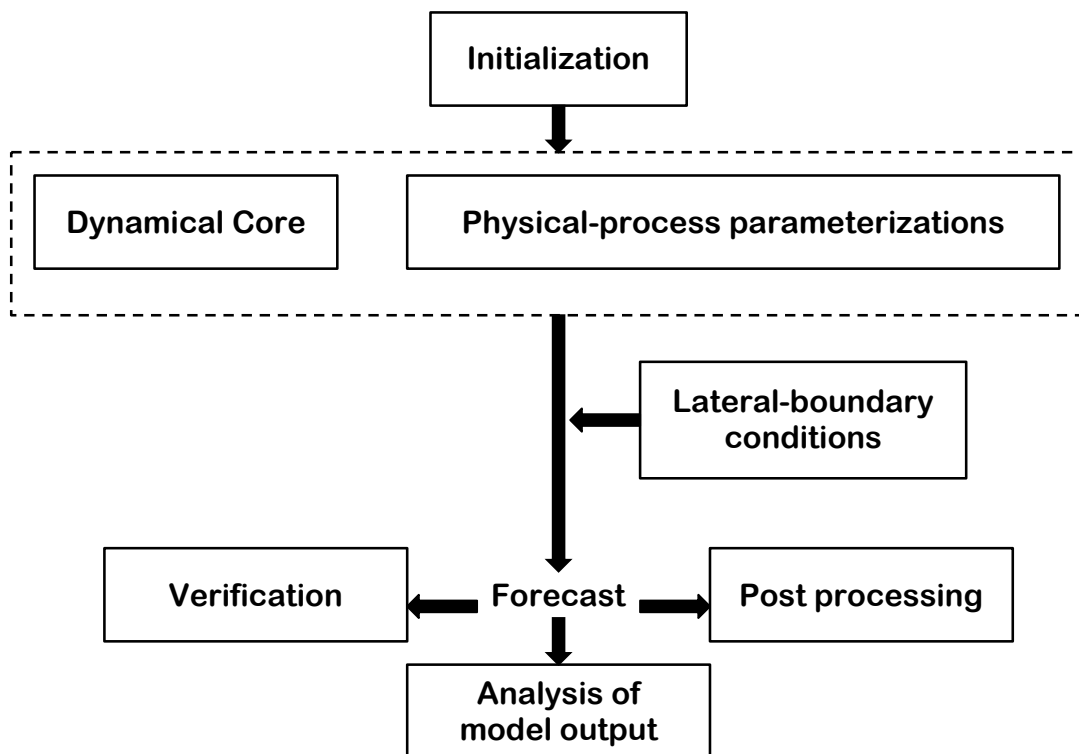 Initialization
Dynamical Core
Physical-process parameterizations
Lateral-boundary
conditions
Verification
Forecast
Post processing
Analysis of
model output